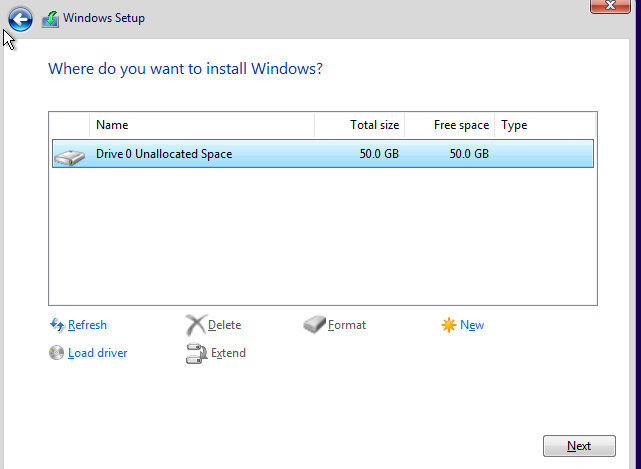 Windows Setup
Where do you want to install Windows?
Name Total size Free space Type
Drive 0 Unallocated Space 50.0 GB 50.0 GB
Refresh Delete Format New
Load driver Extend
Next